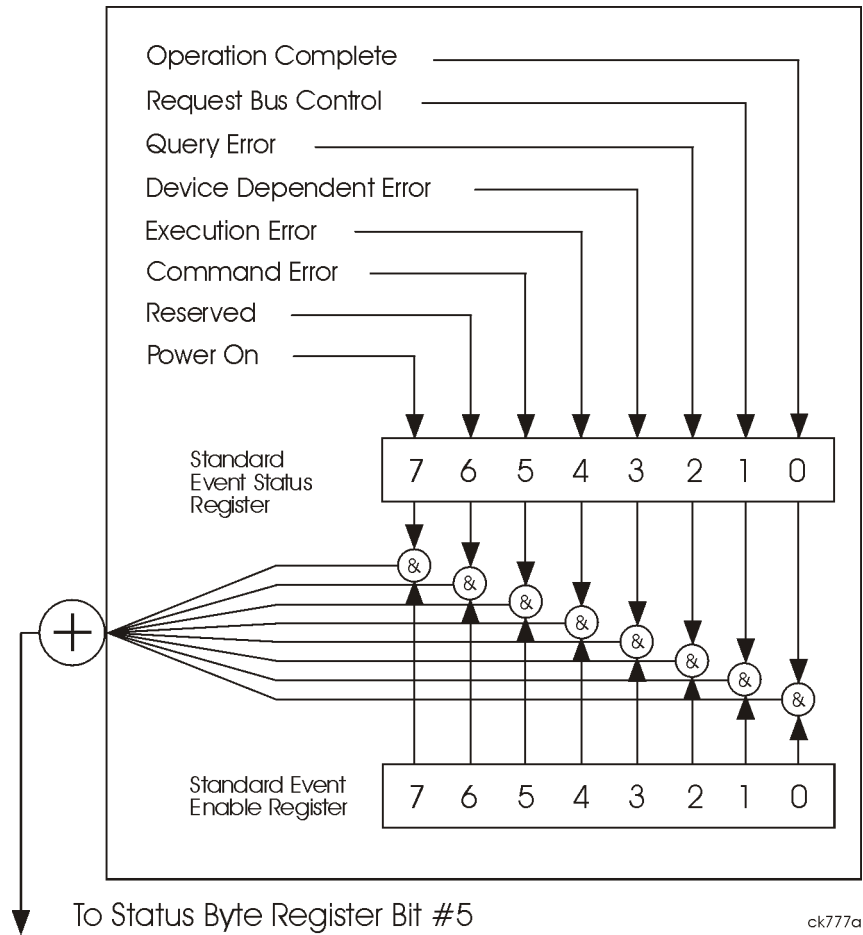 Operation Complete
Request Bus Control
Query Error
Device Dependent Error
Execution Error
Command Error
Reserved
Power On
Standard
Event Status
Register
7 6 5 4 3 2 1 0
&
&
&
&
&
&
&
&
+
Standard Event
Enable Register
7 6 5 4 3 2 1 0
To Status Byte Register Bit #5
ck777a